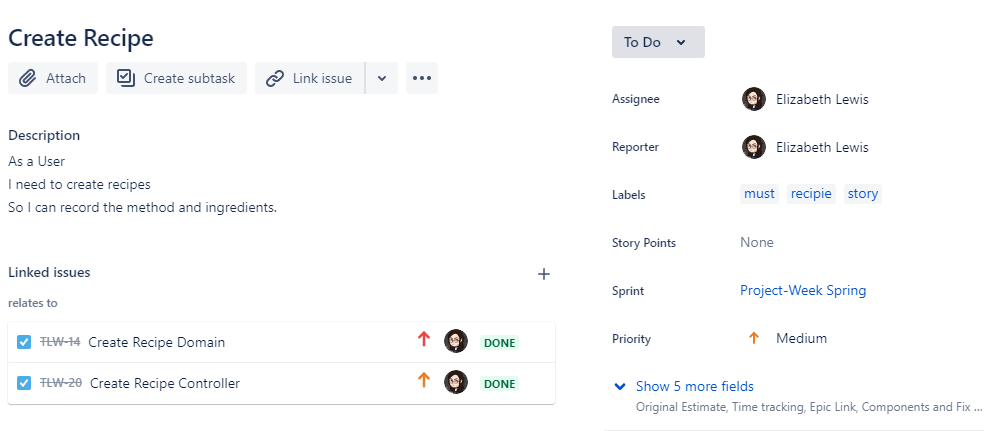 Create Recipe
Attach
Create subtask
Link issue
Description
As a User
I need to create recipes
So I can record the method and ingredients.
Linked issues
relates to
TLW-14 Create Recipe Domain DONE
TLW-20 Create Recipe Controller DONE
To Do
Assignee Elizabeth Lewis
Reporter Elizabeth Lewis
Labels must recipie story
Story Points None
Sprint Project-Week Spring
Priority Medium
Show 5 more fields
Original Estimate, Time tracking, Epic Link, Components and Fix ...